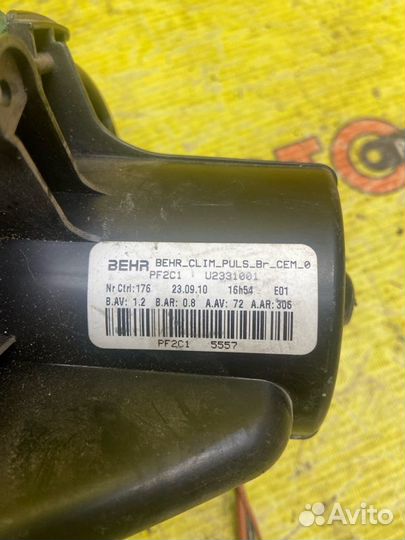 BEHR BEHR_CLIM_PULS_Br_CEM_0
PF2C1 U2331001
Nr Ctrl:176 23.09.10 16h54 E01
B.AV: 1.2 B.AR: 0.8 A.AV: 72 A.AR:306
PF2C1 5557
Avito